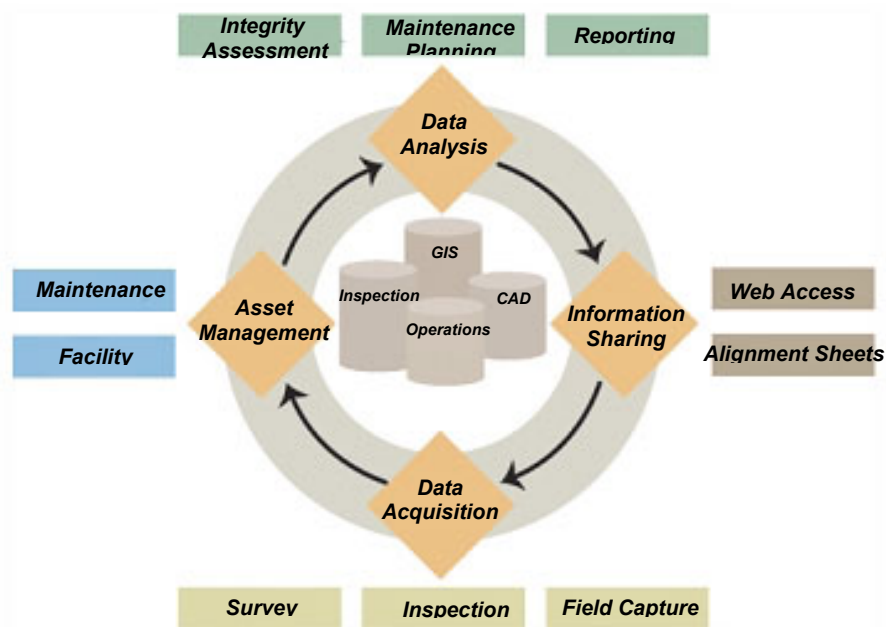 Integrity
Assessment
Maintenance
Planning
Reporting
Data
Analysis
GIS
Inspection
CAD
Operations
Maintenance
Facility
Asset
Management
Information
Sharing
Web Access
Alignment Sheets
Data
Acquisition
Survey
Inspection
Field Capture